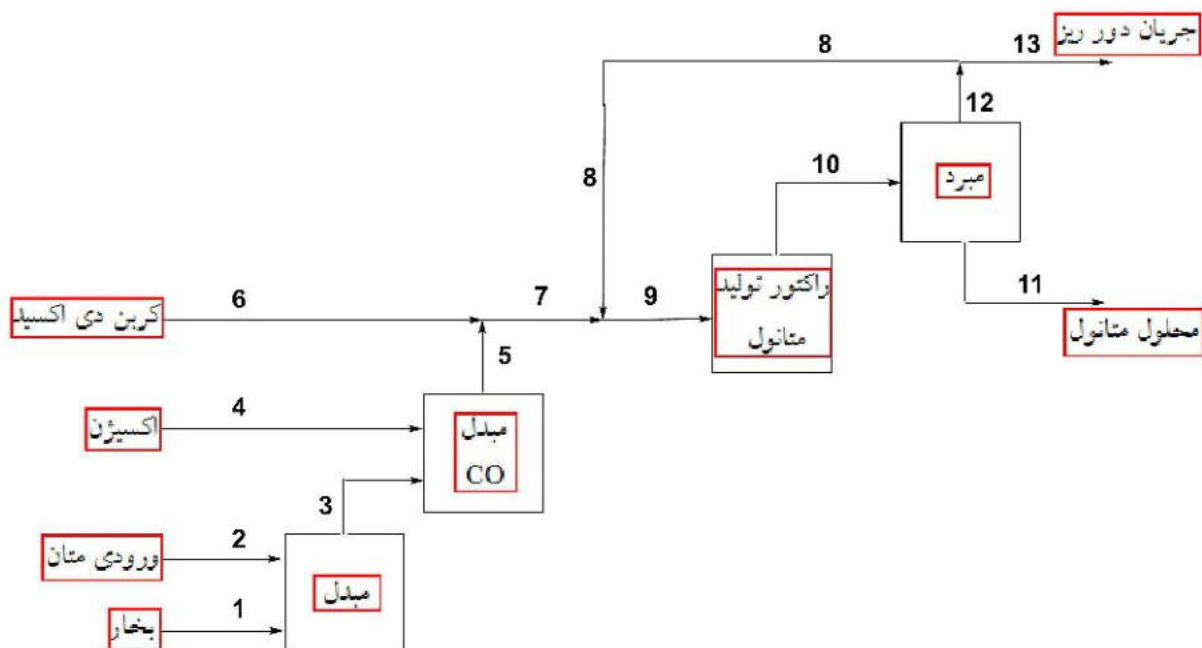 جریان دور ریز
8
13
12
8
مبرد
10
راکتور تولید
متانول
11
محلول متانول
6
7
9
کربن دی اکسید
5
4
اکسیژن
مبدل
CO
3
2
ورودی متان
مبدل
1
بخار